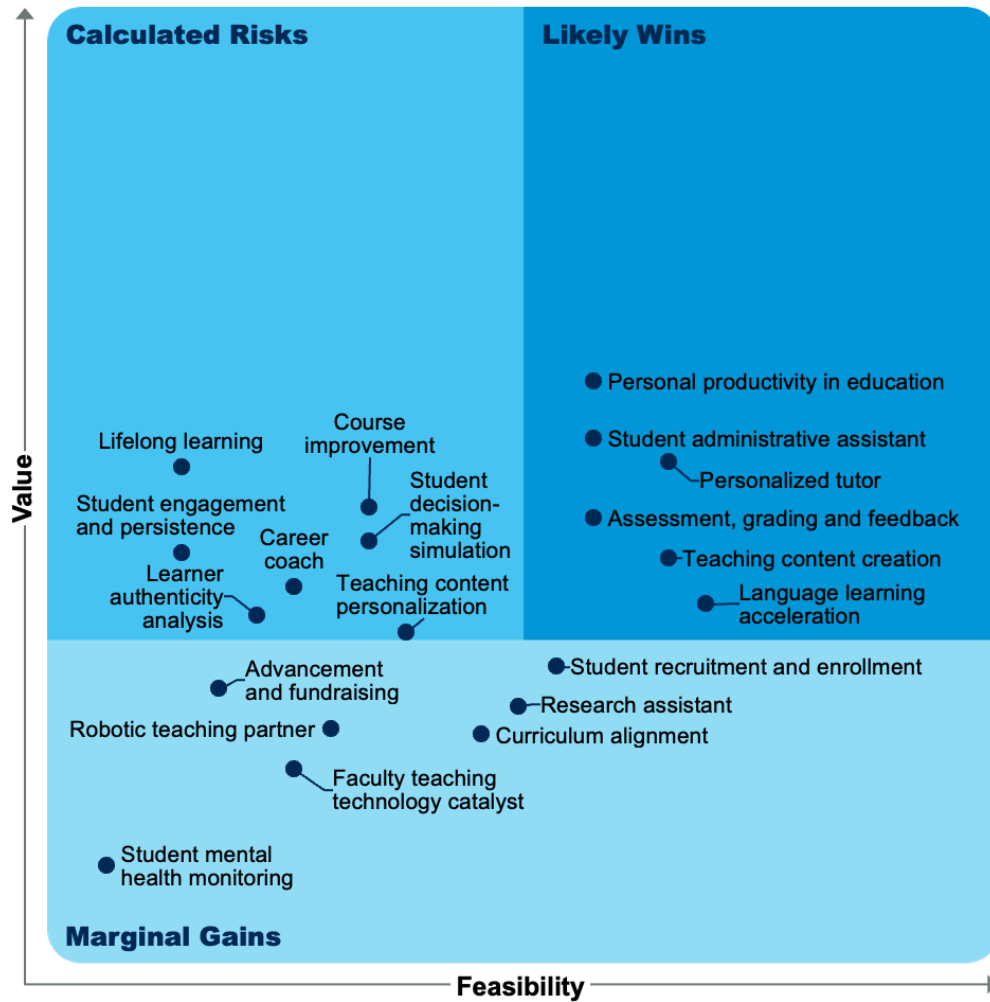 Calculated Risks
Likely Wins
Value
Personal productivity in education
Course
improvement
Lifelong learning
Student administrative assistant
Student
decision-
making
simulation
Personalized tutor
Student engagement
and persistence
Assessment, grading and feedback
Career
coach
Teaching content creation
Learner
authenticity
analysis
Teaching content
personalization
Language learning
acceleration
Advancement
and fundraising
Student recruitment and enrollment
Research assistant
Robotic teaching partner
Curriculum alignment
Faculty teaching
technology catalyst
Student mental
health monitoring
Marginal Gains
Feasibility